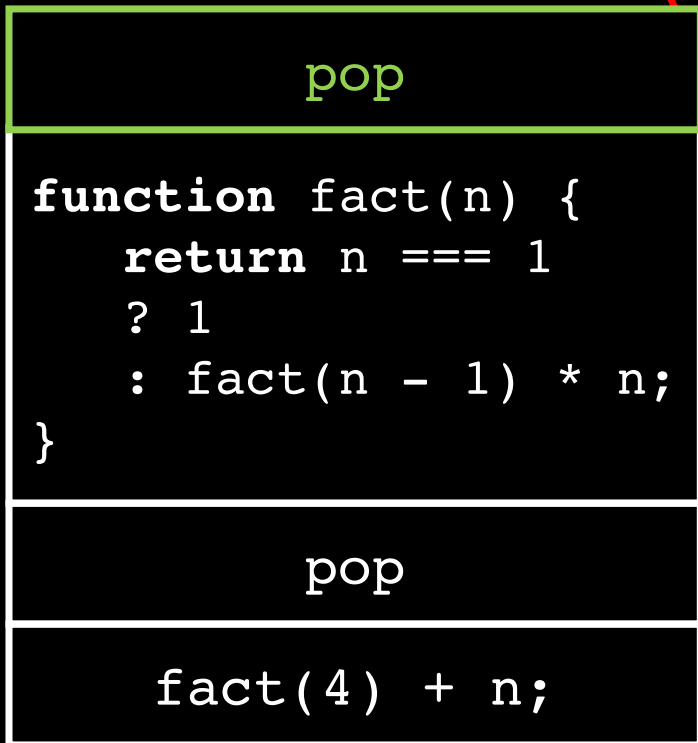 pop
function fact(n) {
return n === 1
? 1
: fact(n - 1) * n;
}
pop
fact(4) + n;